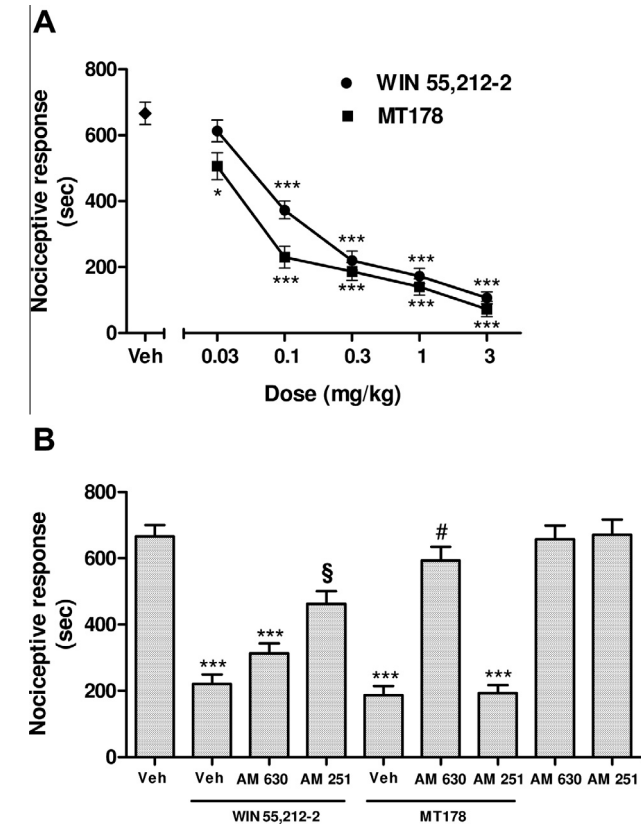 A
800
600
400
200
0
Nociceptive response
(sec)
WIN 55,212-2
MT178
*
***
***
***
***
***
***
***
***
Veh 0.03 0.1 0.3 1 3
Dose (mg/kg)
B
800
600
400
200
0
Nociceptive response
(sec)
***
***
§
***
#
***
Veh Veh AM 630 AM 251 Veh AM 630 AM 251 AM 630 AM 251
WIN 55,212-2 MT178